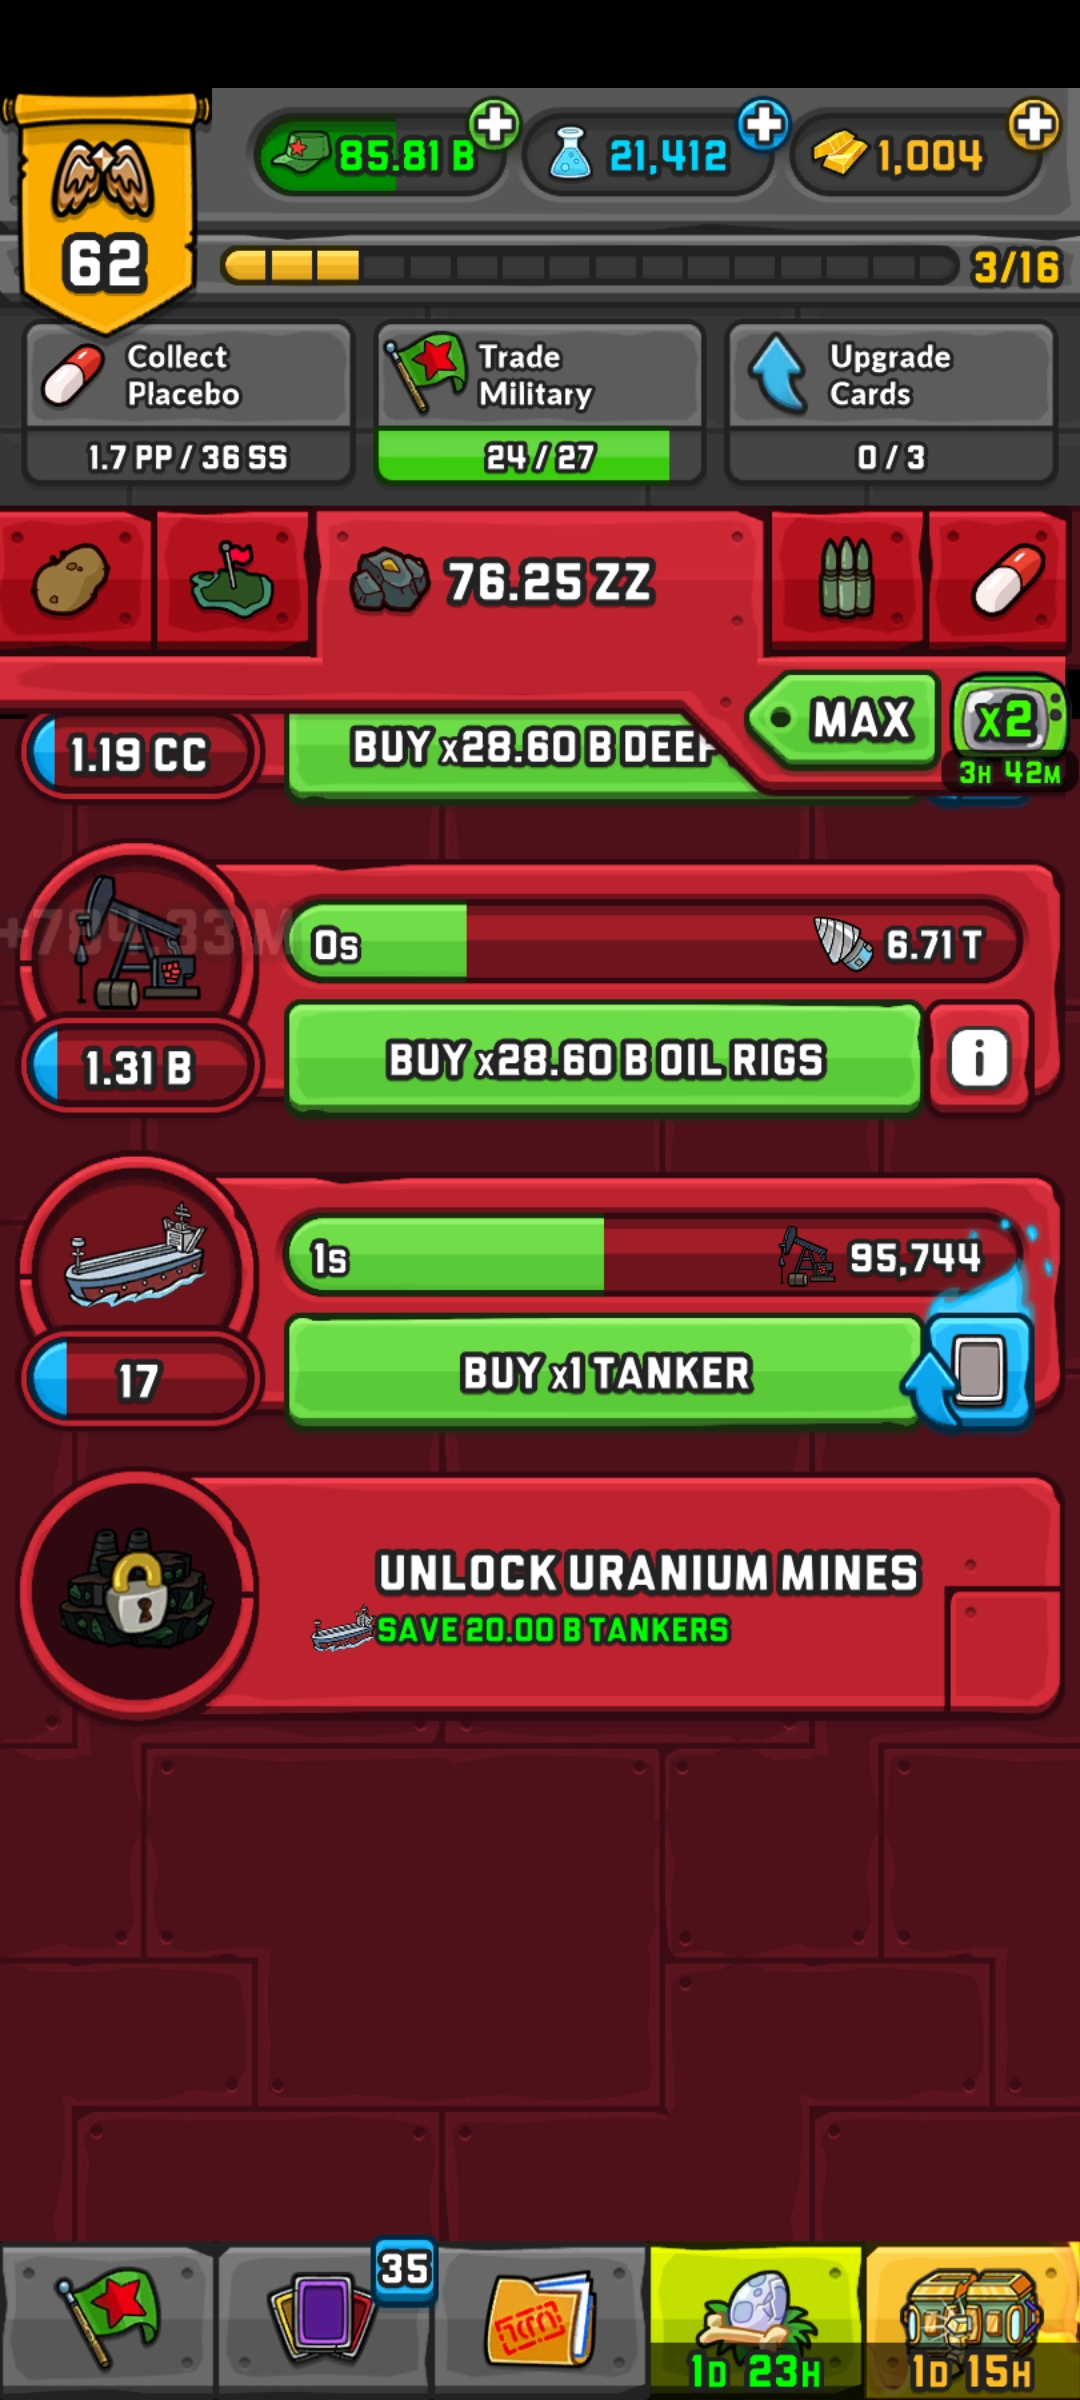 85.81 B
21,412
1,004
62
3/16
Collect
Placebo
1.7 PP / 36 SS
Trade
Military
24 / 27
Upgrade
Cards
0 / 3
76.25 ZZ
MAX
x2
3H 42M
1.19 CC
BUY x28.60 B DEEP
+784.33 M
0s
6.71 T
1.31 B
BUY x28.60 B OIL RIGS
i
1s
95,744
17
BUY x1 TANKER
UNLOCK URANIUM MINES
SAVE 20.00 B TANKERS
35
1D 23H
1D 15H